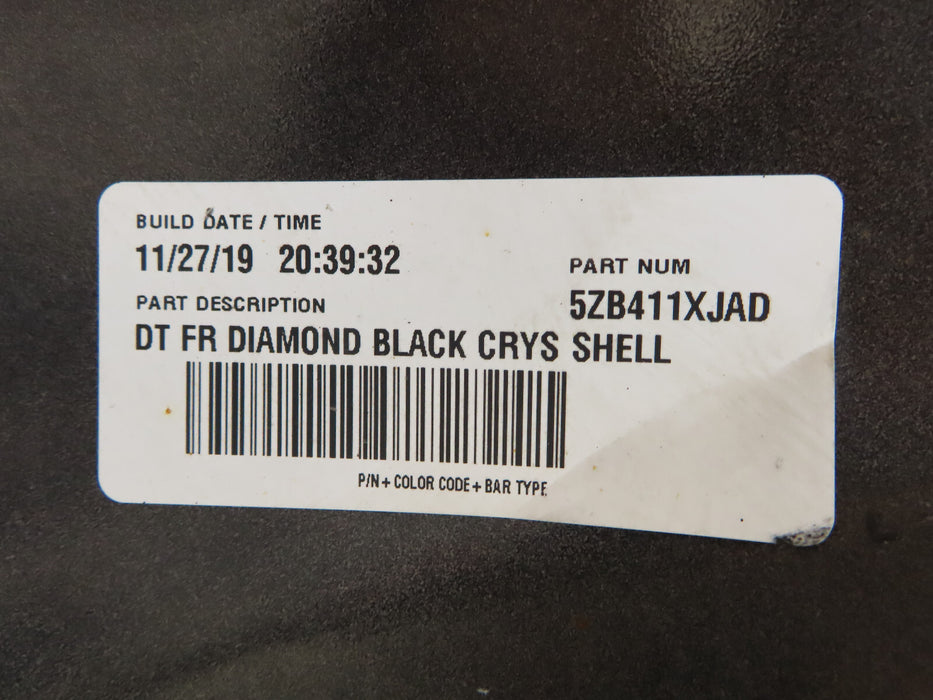 BUILD DATE / TIME
11/27/19 20:39:32
PART NUM
5ZB411XJAD
PART DESCRIPTION
DT FR DIAMOND BLACK CRYS SHELL
P/N + COLOR CODE + BAR TYPE